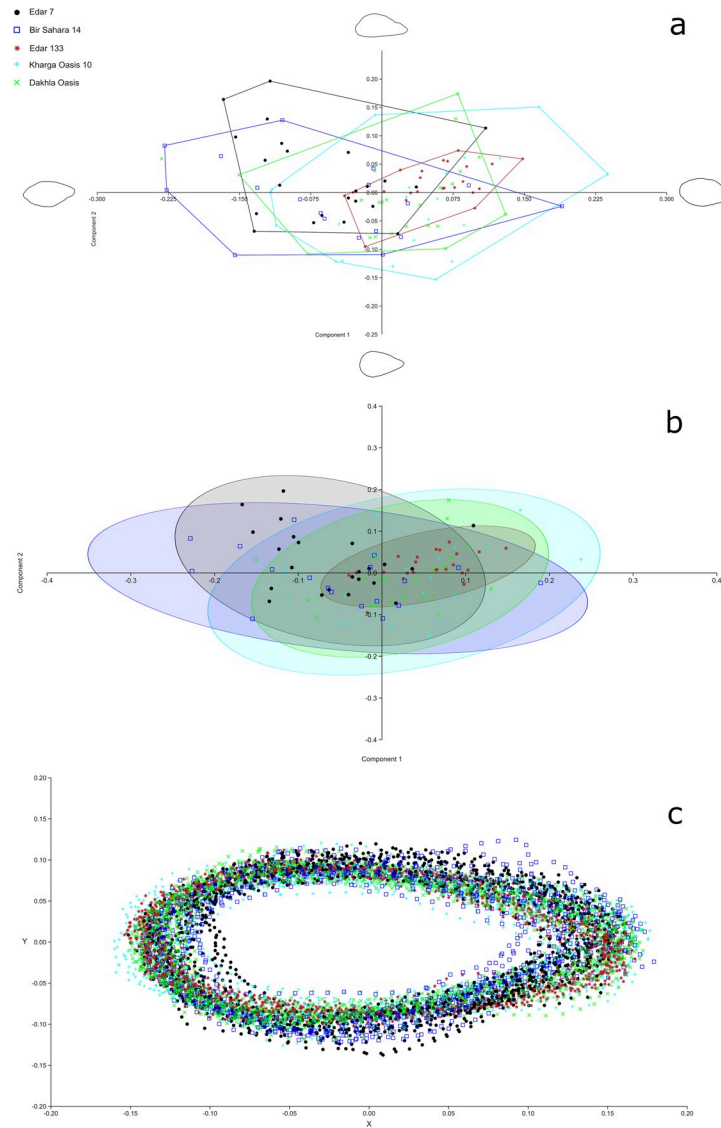 Edar 7
Bir Sahara 14
Edar 133
Kharga Oasis 10
Dakhla Oasis
a
0.20
0.15
0.10
0.05
0.00
-0.05
-0.10
-0.15
-0.20
-0.25
-0.300 -0.225 -0.150 -0.075 0.075 0.150 0.225 0.300
Component 2
Component 1
b
0.4
0.3
0.2
0.1
0.0
-0.1
-0.2
-0.3
-0.4
-0.4 -0.3 -0.2 -0.1 0.1 0.2 0.3 0.4
Component 2
Component 1
c
0.20
0.15
0.10
0.05
0.00
-0.05
-0.10
-0.15
-0.20
Y
-0.20 -0.15 -0.10 -0.05 0.00 0.05 0.10 0.15 0.20
X